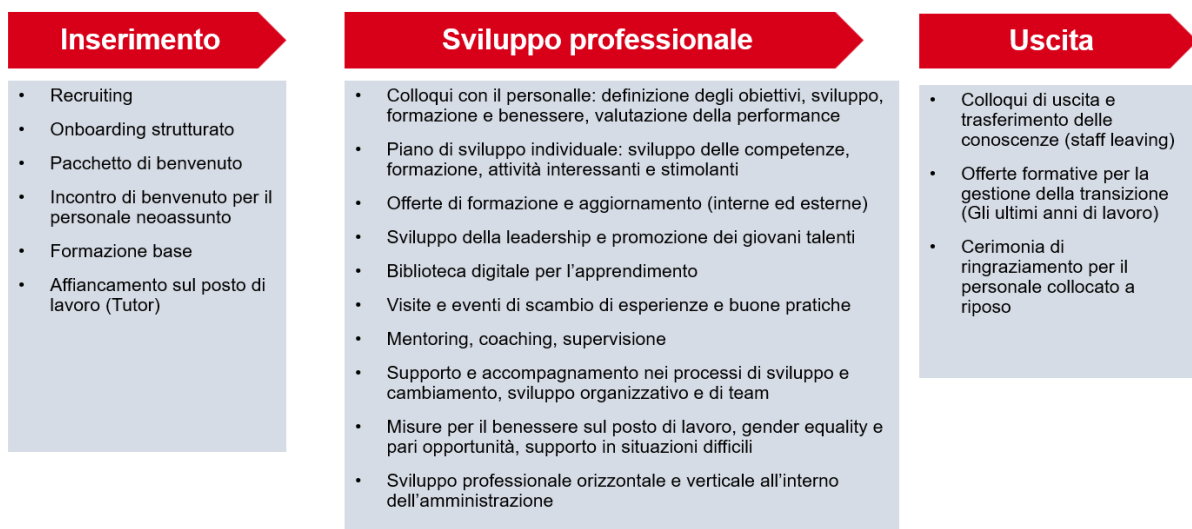 Inserimento
• Recruiting
• Onboarding strutturato
• Pacchetto di benvenuto
• Incontro di benvenuto per il
personale neoassunto
• Formazione base
• Affiancamento sul posto di
lavoro (Tutor)
Sviluppo professionale
• Colloqui con il personalle: definizione degli obiettivi, sviluppo,
formazione e benessere, valutazione della performance
• Piano di sviluppo individuale: sviluppo delle competenze,
formazione, attività interessanti e stimolanti
• Offerte di formazione e aggiornamento (interne ed esterne)
• Sviluppo della leadership e promozione dei giovani talenti
• Biblioteca digitale per l’apprendimento
• Visite e eventi di scambio di esperienze e buone pratiche
• Mentoring, coaching, supervisione
• Supporto e accompagnamento nei processi di sviluppo e
cambiamento, sviluppo organizzativo e di team
• Misure per il benessere sul posto di lavoro, gender equality e
pari opportunità, supporto in situazioni difficili
• Sviluppo professionale orizzontale e verticale all’interno
dell’amministrazione
Uscita
• Colloqui di uscita e
trasferimento delle
conoscenze (staff leaving)
• Offerte formative per la
gestione della transizione
(Gli ultimi anni di lavoro)
• Cerimonia di
ringraziamento per il
personale collocato a
riposo